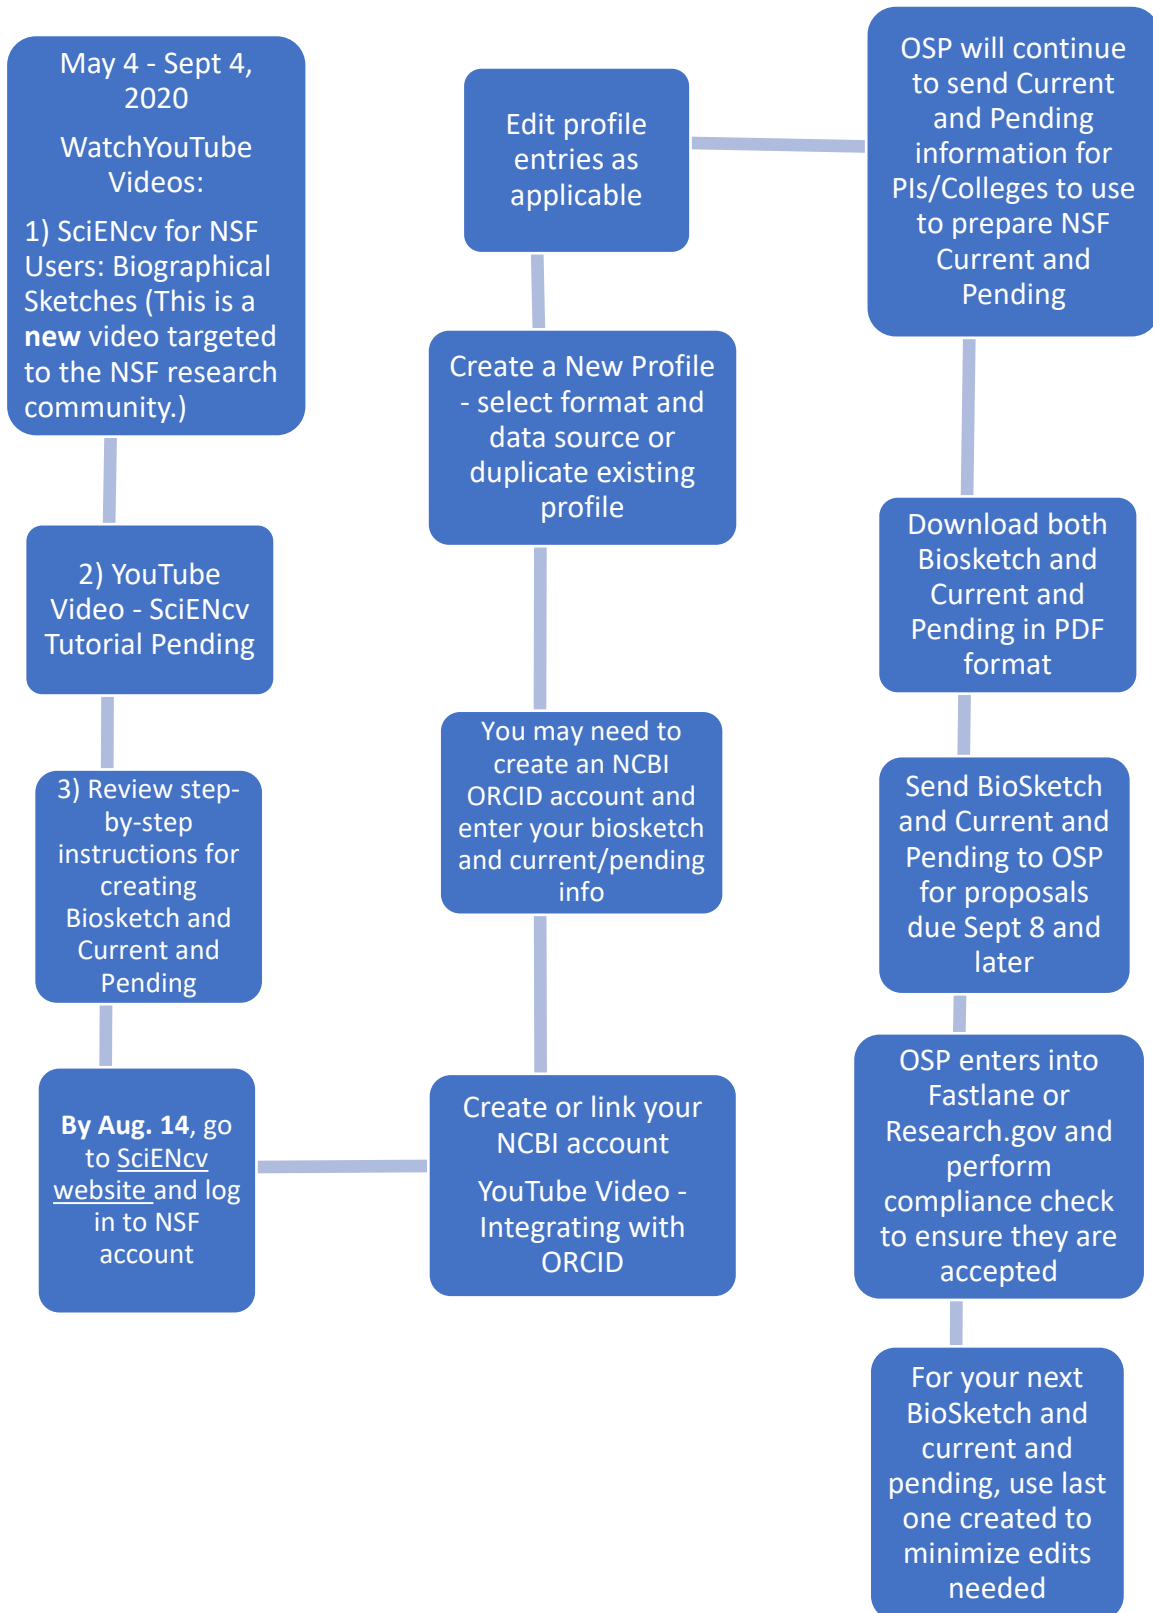 May 4 - Sept 4,
2020
WatchYouTube
Videos:
1) SciENcv for NSF
Users: Biographical
Sketches (This is a
new video targeted
to the NSF research
community.)
2) YouTube
Video - SciENcv
Tutorial Pending
3) Review step-
by-step
instructions for
creating
Biosketch and
Current and
Pending
By Aug. 14, go
to SciENcv
website and log
in to NSF
account
Create or link your
NCBI account
YouTube Video -
Integrating with
ORCID
You may need to
create an NCBI
ORCID account and
enter your biosketch
and current/pending
info
Create a New Profile
- select format and
data source or
duplicate existing
profile
Edit profile
entries as
applicable
OSP will continue
to send Current
and Pending
information for
PIs/Colleges to use
to prepare NSF
Current and
Pending
Download both
Biosketch and
Current and
Pending in PDF
format
Send BioSketch
and Current and
Pending to OSP
for proposals
due Sept 8 and
later
OSP enters into
Fastlane or
Research.gov and
perform
compliance check
to ensure they are
accepted
For your next
BioSketch and
current and
pending, use last
one created to
minimize edits
needed